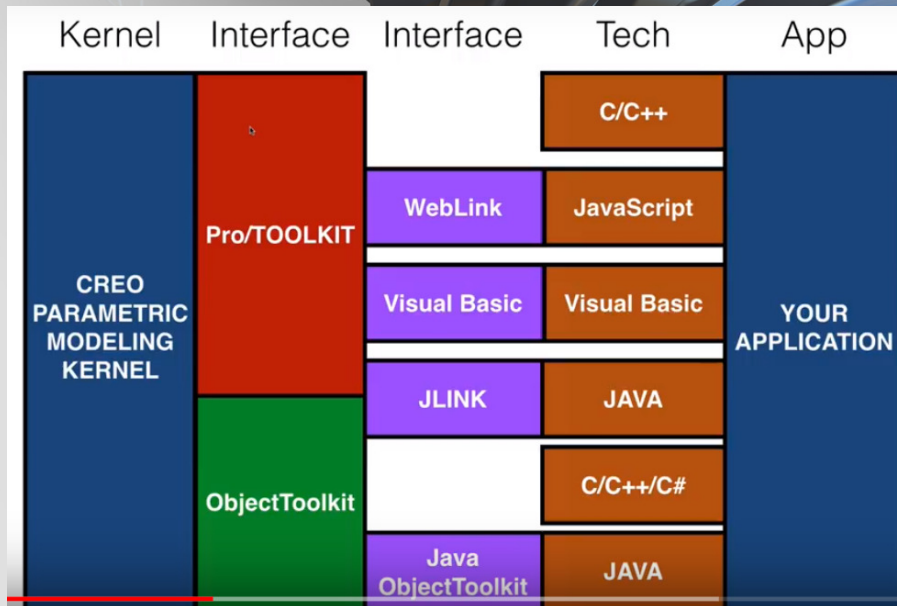 Kernel Interface Interface Tech App
C/C++
WebLink JavaScript
Pro/TOOLKIT
CREO
PARAMETRIC
MODELING
KERNEL
Visual Basic Visual Basic
YOUR
APPLICATION
JLINK JAVA
C/C++/C#
ObjectToolkit
Java
ObjectToolkit
JAVA